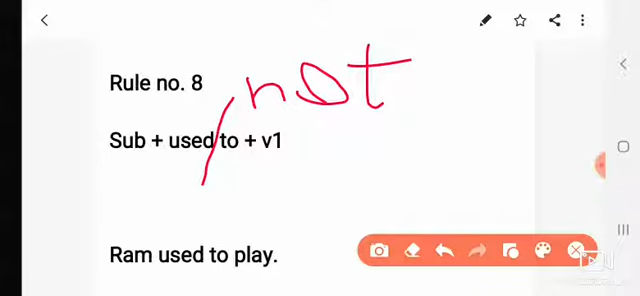 Rule no. 8
not
Sub + used to + v1
Ram used to play.